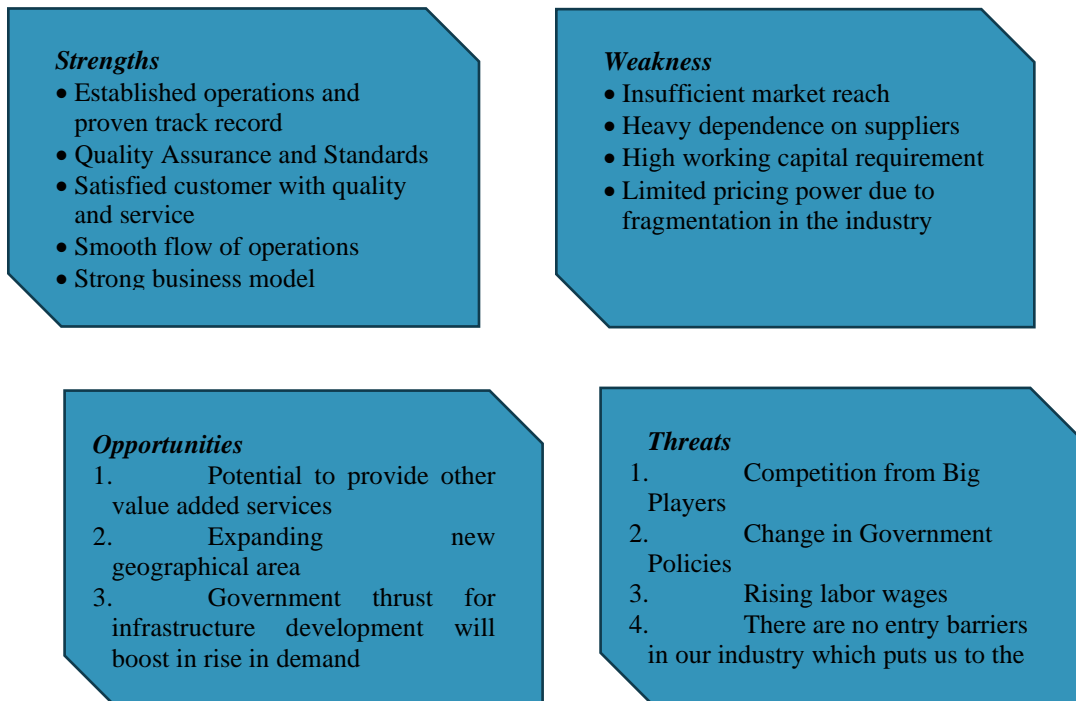 Strengths
• Established operations and
proven track record
• Quality Assurance and Standards
• Satisfied customer with quality
and service
• Smooth flow of operations
• Strong business model
Weakness
• Insufficient market reach
• Heavy dependence on suppliers
• High working capital requirement
• Limited pricing power due to
fragmentation in the industry
Opportunities
1. Potential to provide other
value added services
2. Expanding new
geographical area
3. Government thrust for
infrastructure development will
boost in rise in demand
Threats
1. Competition from Big
Players
2. Change in Government
Policies
3. Rising labor wages
4. There are no entry barriers
in our industry which puts us to the